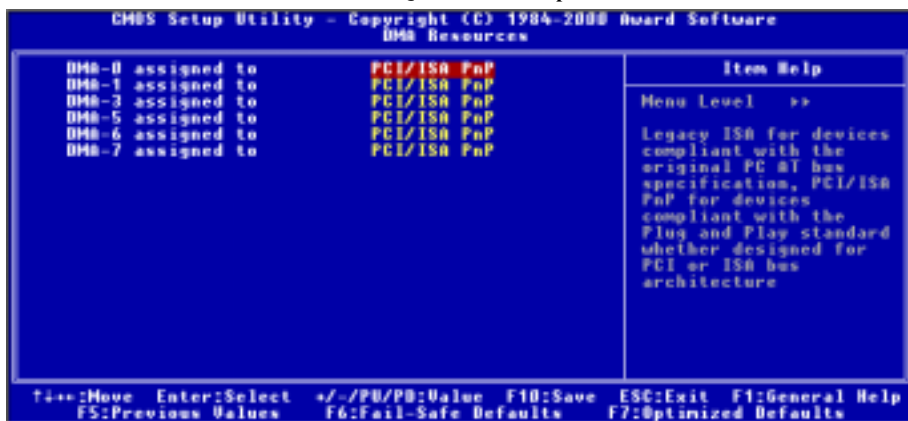 CMOS Setup Utility - Copyright (C) 1984-2000 Award Software
DMA Resources
DMA-0 assigned to PCI/ISA PnP
DMA-1 assigned to PCI/ISA PnP
DMA-3 assigned to PCI/ISA PnP
DMA-5 assigned to PCI/ISA PnP
DMA-6 assigned to PCI/ISA PnP
DMA-7 assigned to PCI/ISA PnP
Item Help
Menu Level ►►
Legacy ISA for devices
compliant with the
original PC AT bus
specification, PCI/ISA
PnP for devices
compliant with the
Plug and Play standard
whether designed for
PCI or ISA bus
architecture
↑↓→←:Move Enter:Select +/-/PU/PD:Value F10:Save ESC:Exit F1:General Help
F5:Previous Values F6:Fail-Safe Defaults F7:Optimized Defaults